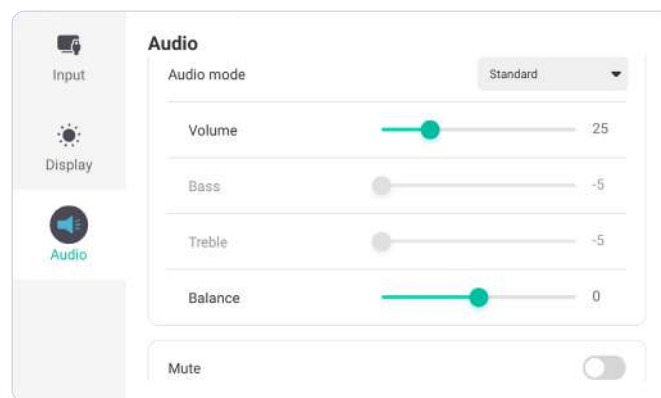 Input
Display
Audio
Audio
Audio mode Standard
Volume 25
Bass -5
Treble -5
Balance 0
Mute